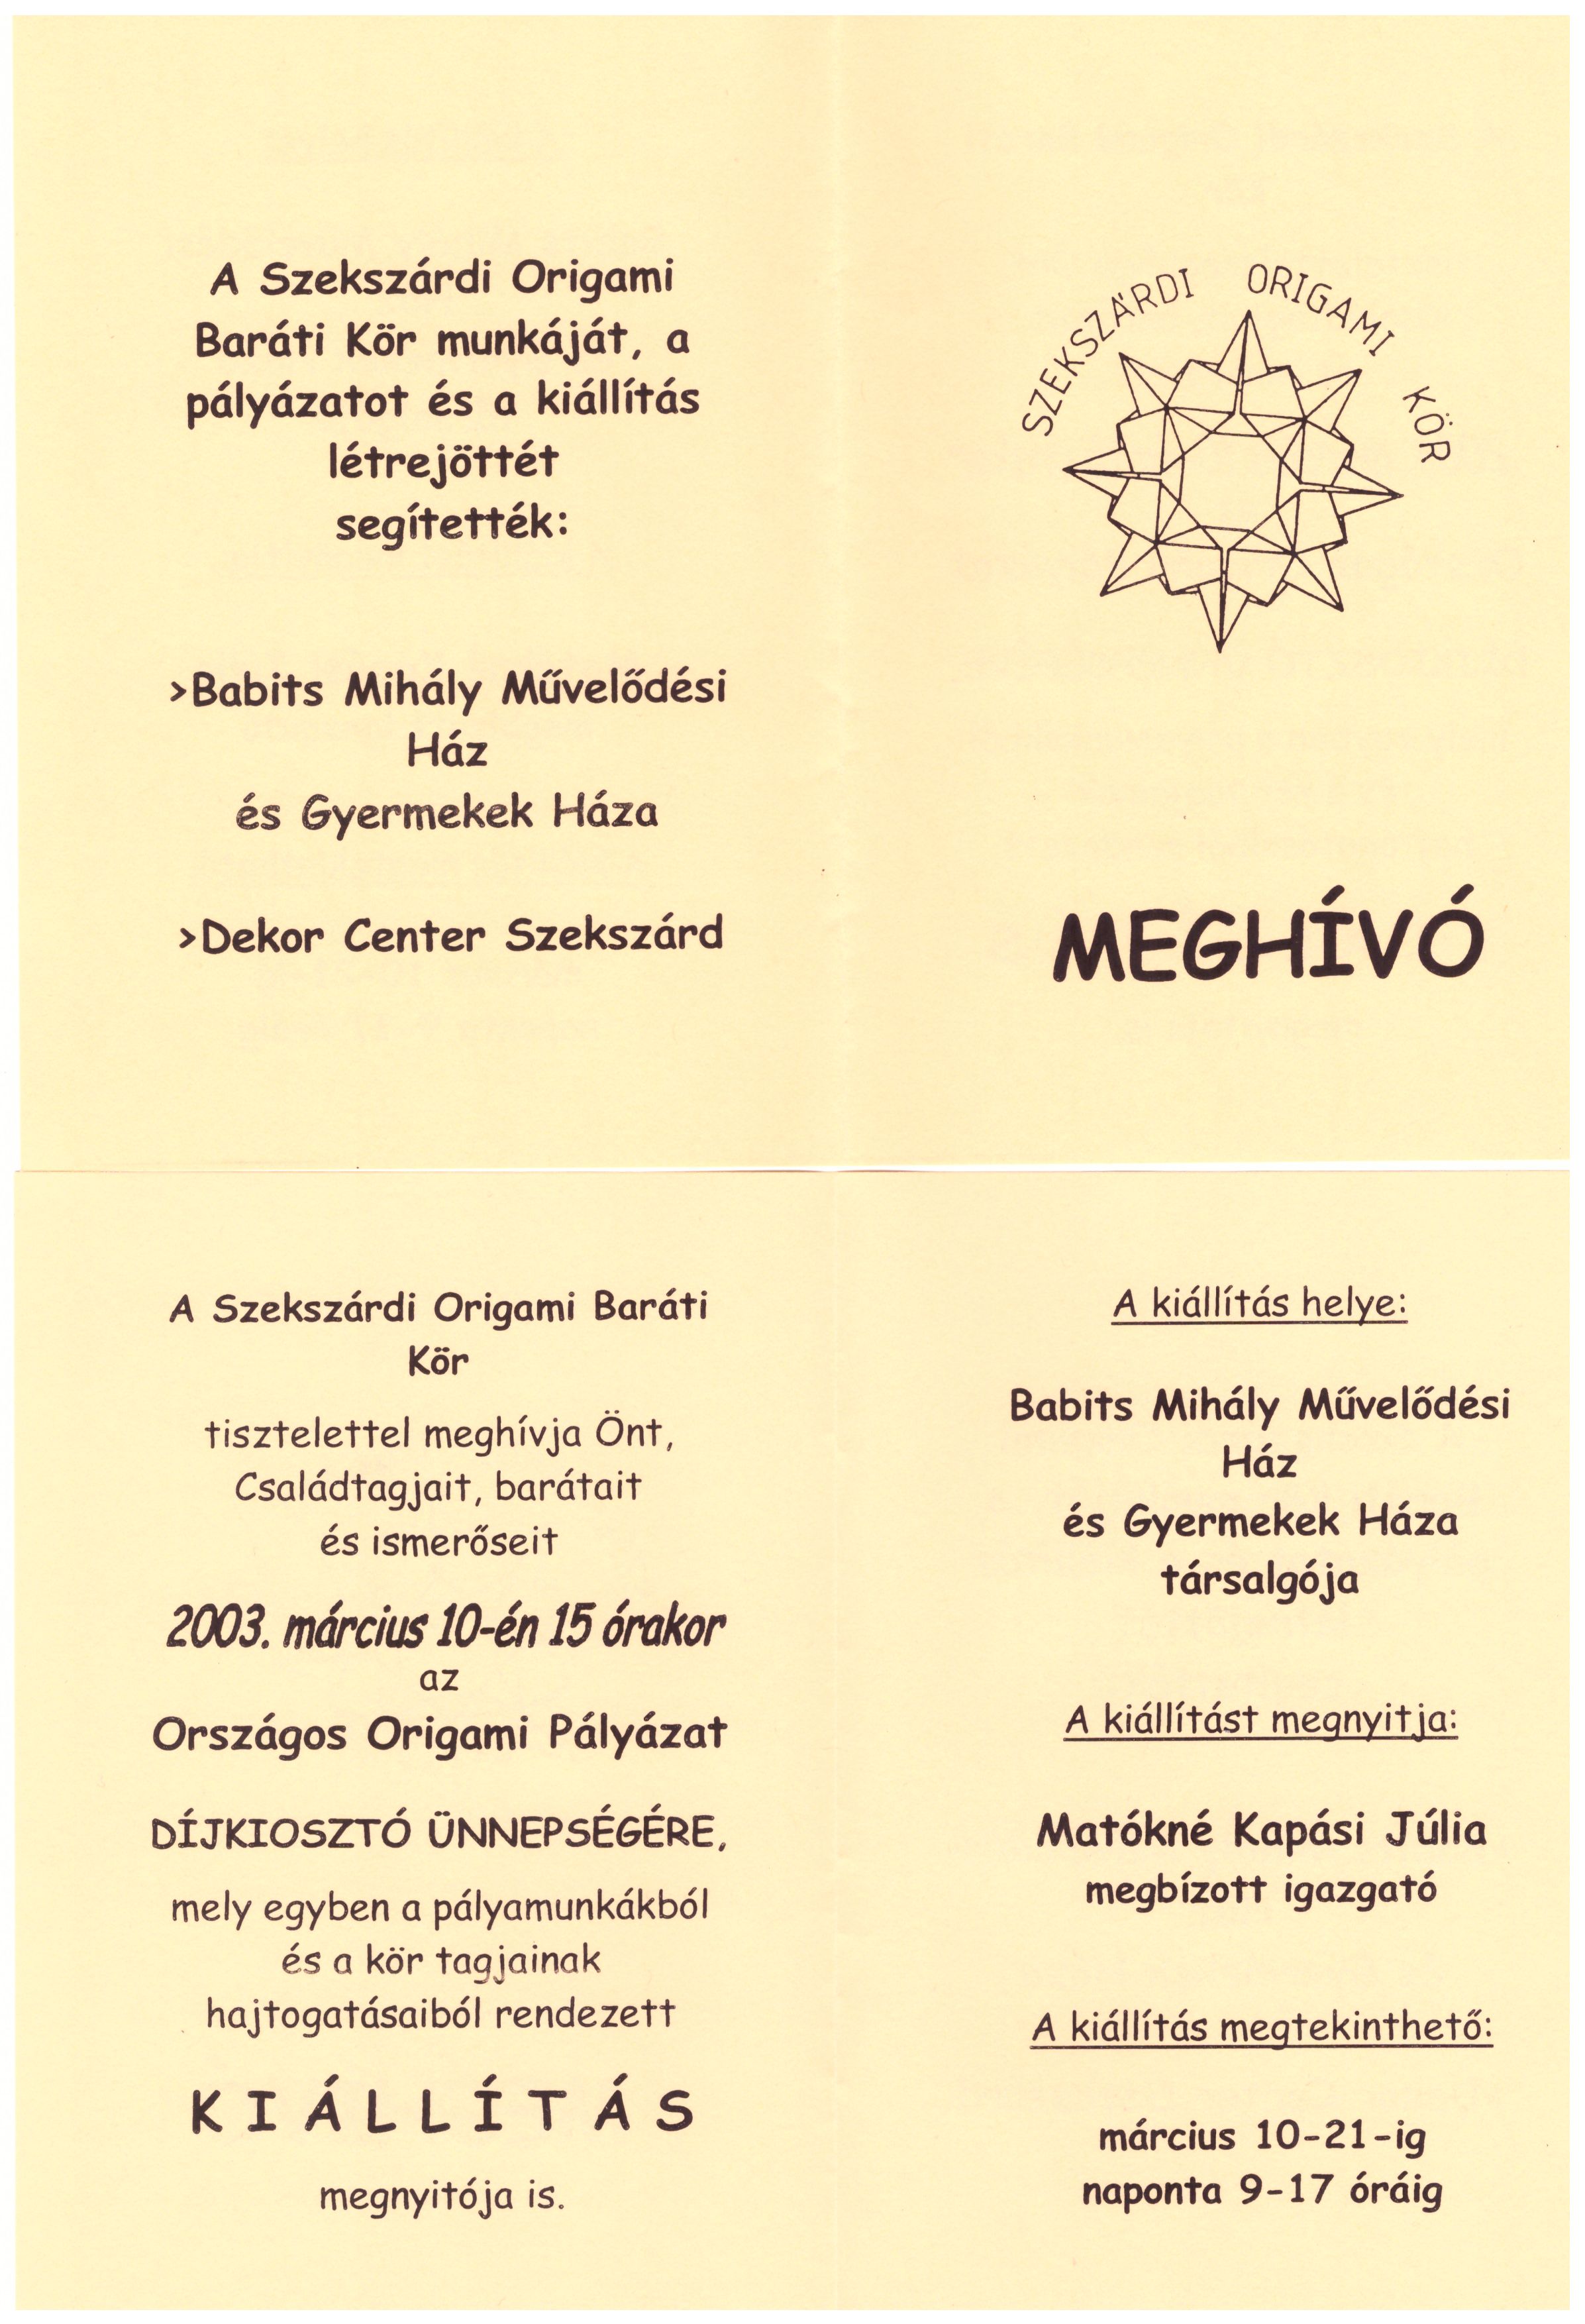 A Szekszárdi Origami
Baráti Kör munkáját, a
pályázatot és a kiállítás
létrejöttét
segítették:
>Babits Mihály Művelődési
Ház
és Gyermekek Háza
>Dekor Center Szekszárd
SZEKSZÁRDI ORIGAMI KÖR
MEGHÍVÓ
A Szekszárdi Origami Baráti
Kör
tisztelettel meghívja Önt,
Családtagjait, barátait
és ismerőseit
2003. március 10-én 15 órakor
az
Országos Origami Pályázat
DÍJKIOSZTÓ ÜNNEPSÉGÉRE,
mely egyben a pályamunkákból
és a kör tagjainak
hajtogatásaiból rendezett
KIÁLLÍTÁS
megnyitója is.
A kiállítás helye:
Babits Mihály Művelődési
Ház
és Gyermekek Háza
társalgója
A kiállítást megnyitja:
Matókné Kapási Júlia
megbízott igazgató
A kiállítás megtekinthető:
március 10-21-ig
naponta 9-17 óráig